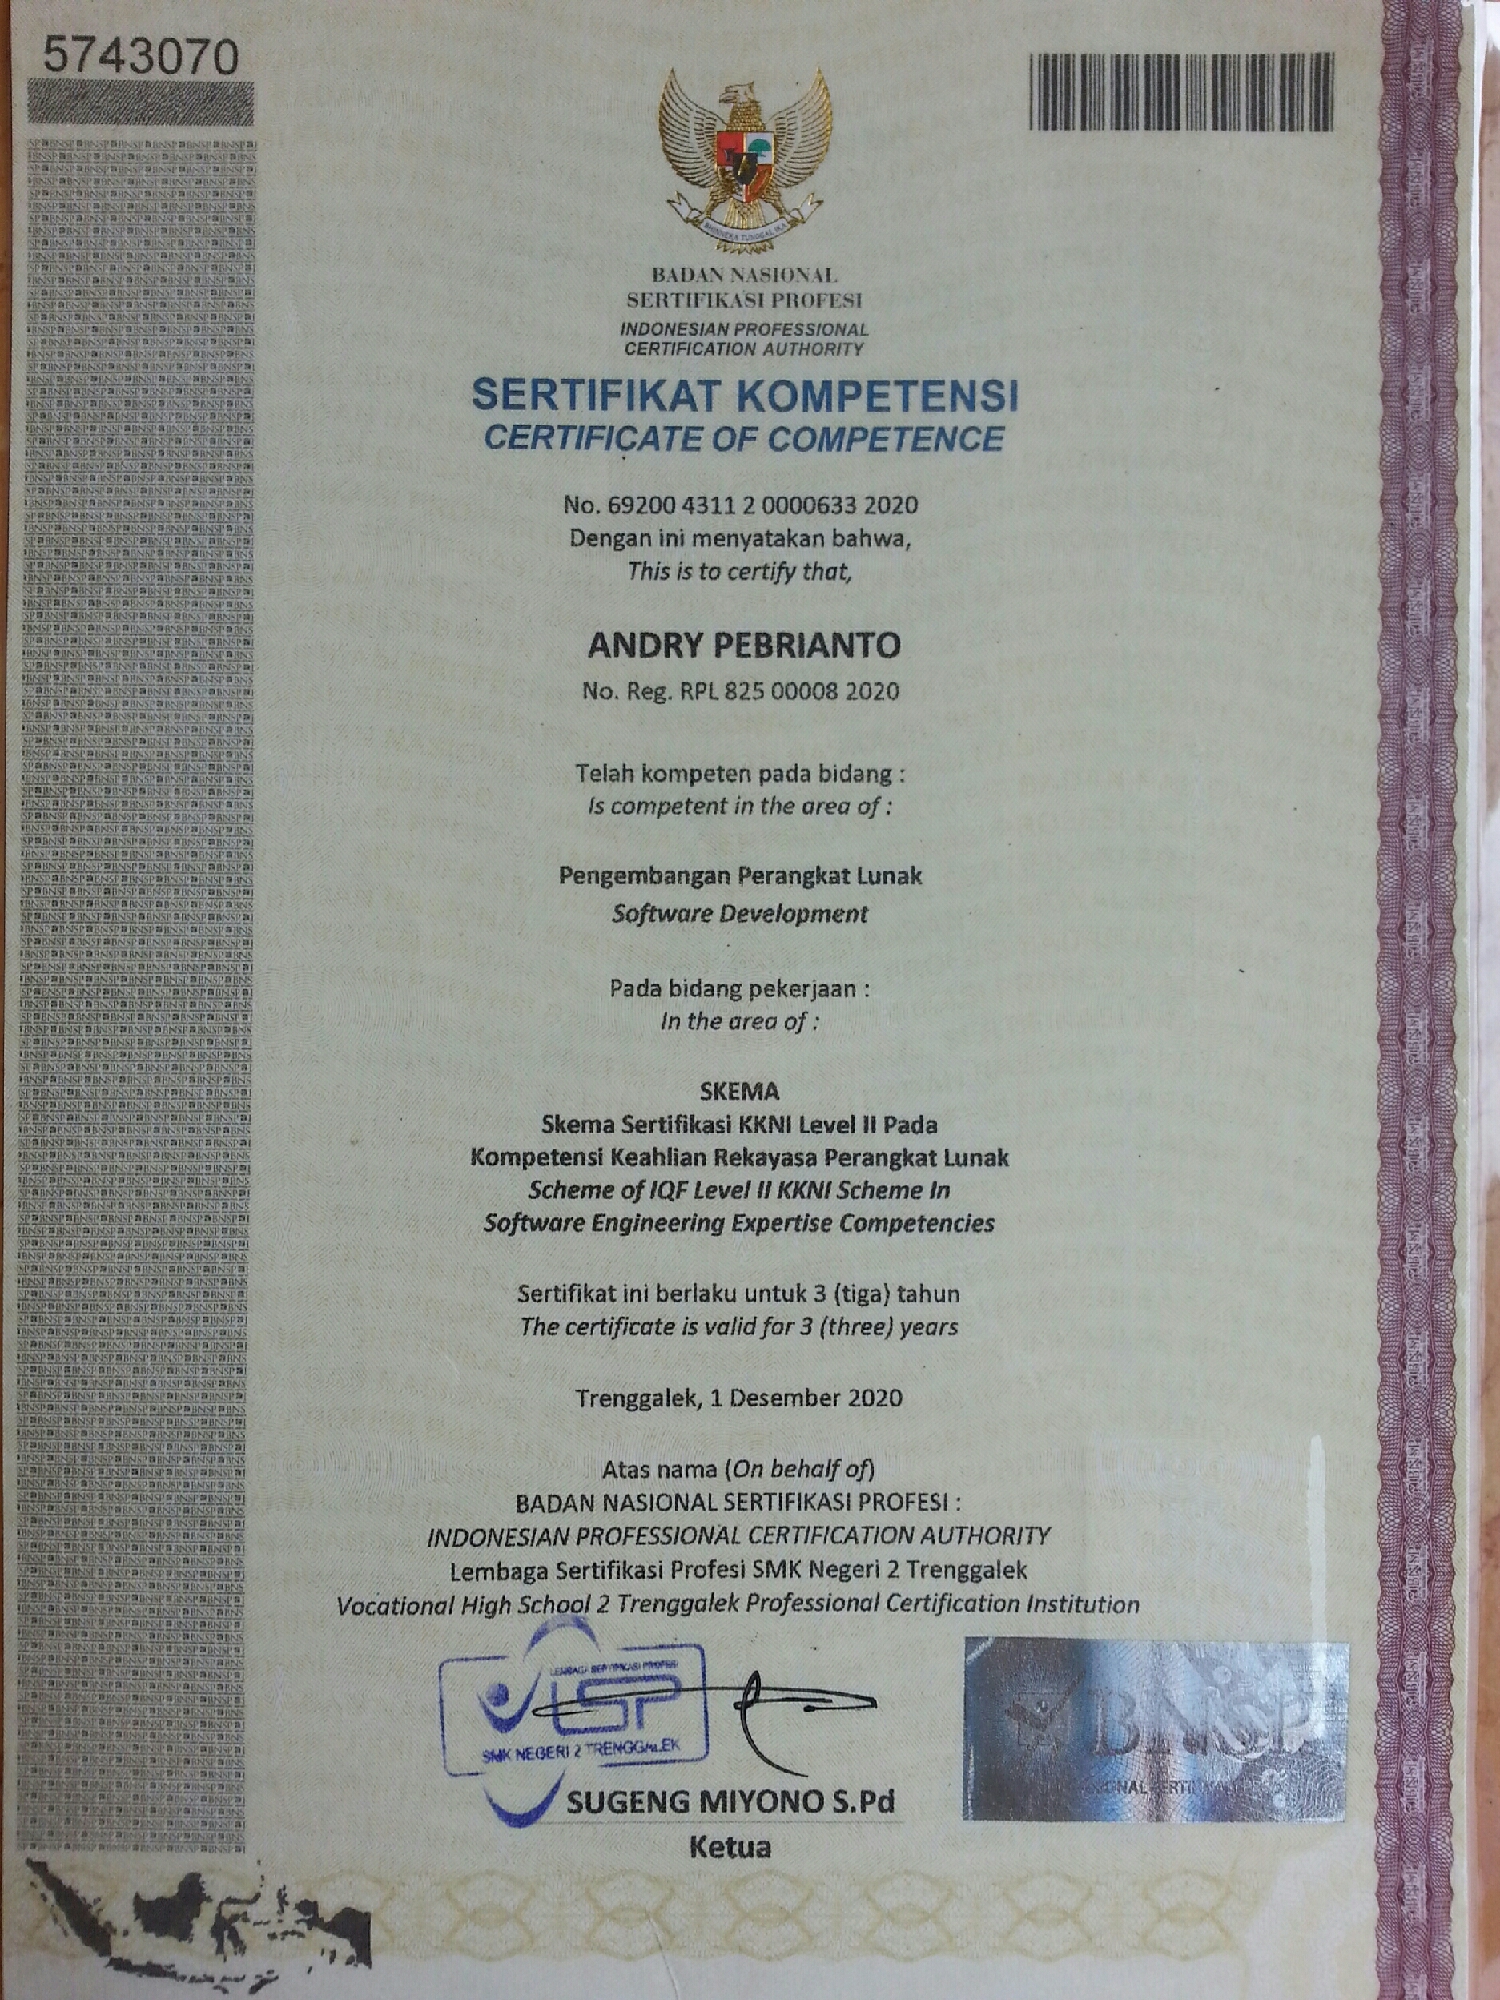 5743070
BHINNEKA TUNGGAL IKA
BADAN NASIONAL
SERTIFIKASI PROFESI
INDONESIAN PROFESSIONAL
CERTIFICATION AUTHORITY
SERTIFIKAT KOMPETENSI
CERTIFICATE OF COMPETENCE
No. 69200 4311 2 0000633 2020
Dengan ini menyatakan bahwa,
This is to certify that,
ANDRY PEBRIANTO
No. Reg. RPL 825 00008 2020
Telah kompeten pada bidang :
Is competent in the area of :
Pengembangan Perangkat Lunak
Software Development
Pada bidang pekerjaan :
In the area of :
SKEMA
Skema Sertifikasi KKNI Level II Pada
Kompetensi Keahlian Rekayasa Perangkat Lunak
Scheme of IQF Level II KKNI Scheme In
Software Engineering Expertise Competencies
Sertifikat ini berlaku untuk 3 (tiga) tahun
The certificate is valid for 3 (three) years
Trenggalek, 1 Desember 2020
Atas nama (On behalf of)
BADAN NASIONAL SERTIFIKASI PROFESI :
INDONESIAN PROFESSIONAL CERTIFICATION AUTHORITY
Lembaga Sertifikasi Profesi SMK Negeri 2 Trenggalek
Vocational High School 2 Trenggalek Professional Certification Institution
LEMBAGA SERTIFIKASI PROFESI
LSP
SMK NEGERI 2 TRENGGALEK
BNSP
SUGENG MIYONO S.Pd
Ketua